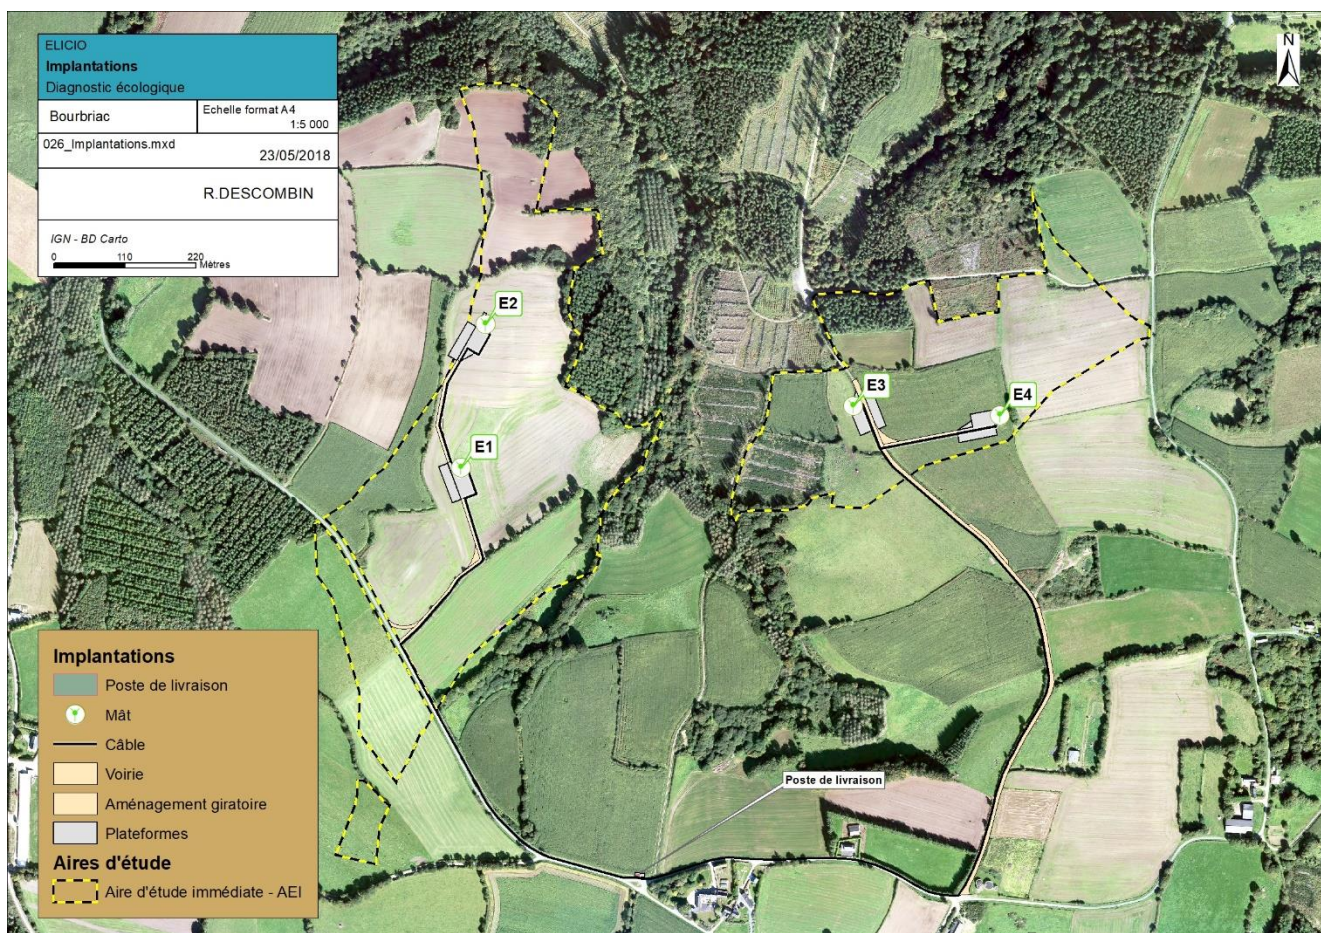 ELICIO
Implantations
Diagnostic écologique
Bourbriac
Echelle format A4
1:5 000
026_Implantations.mxd
23/05/2018
R.DESCOMBIN
IGN - BD Carto
0 110 220
Mètres
N
E2
E3
E4
E1
Poste de livraison
Implantations
Poste de livraison
Mât
Câble
Voirie
Aménagement giratoire
Plateformes
Aires d'étude
Aire d'étude immédiate - AEI